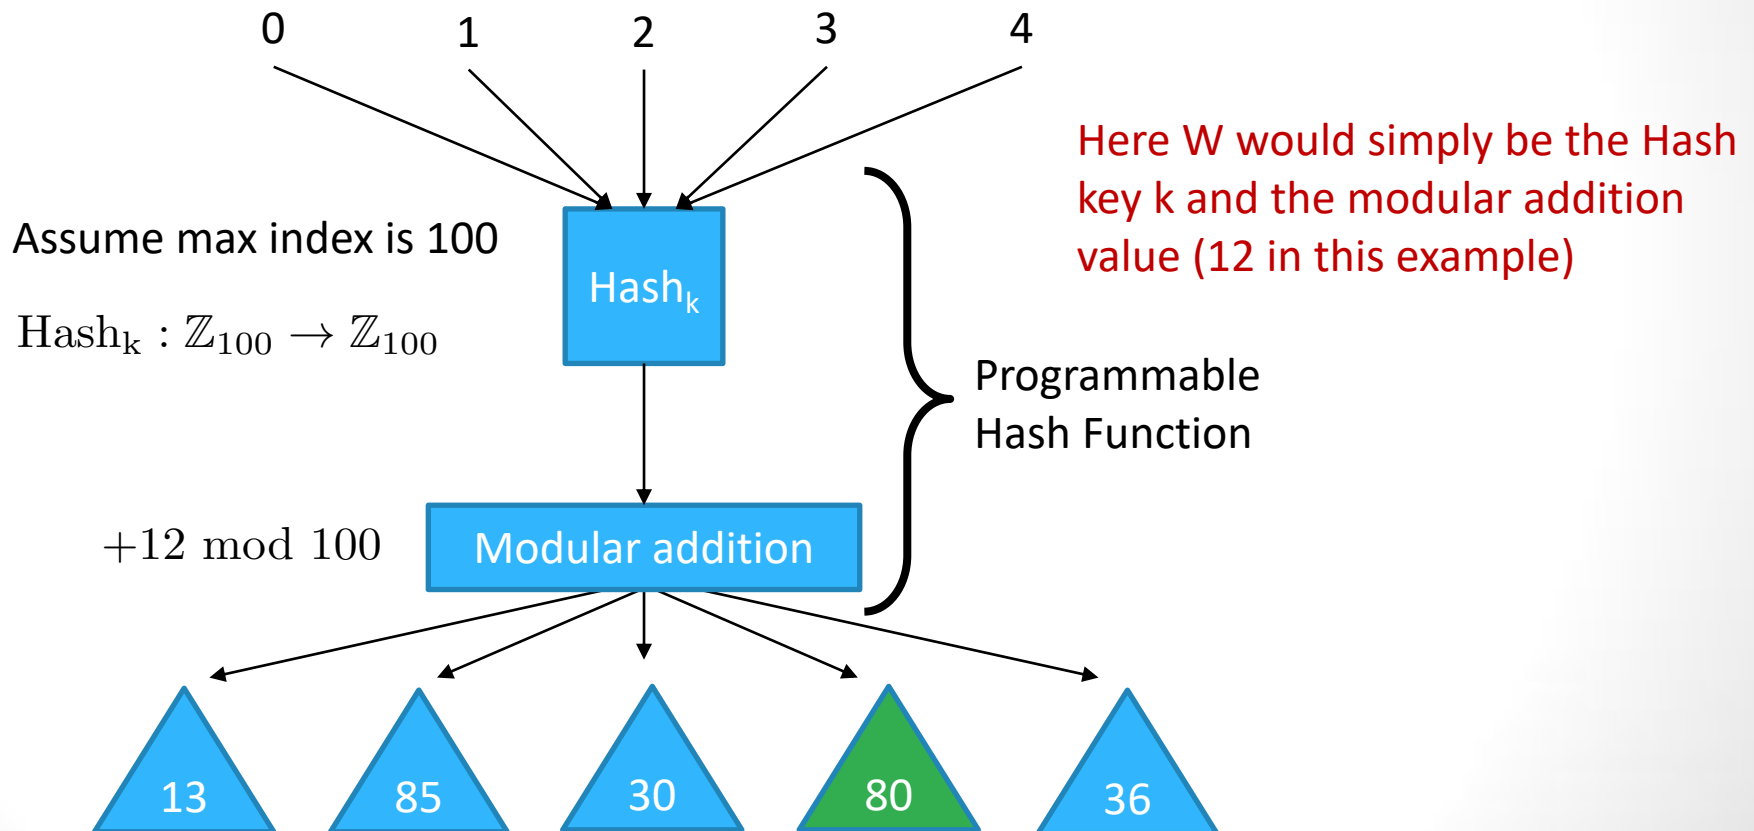 0 1 2 3 4
Here W would simply be the Hash
key k and the modular addition
value (12 in this example)
Assume max index is 100
Hashₖ
Hashₖ : ℤ₁₀₀ → ℤ₁₀₀
Programmable
Hash Function
+12 mod 100
Modular addition
13 85 30 80 36